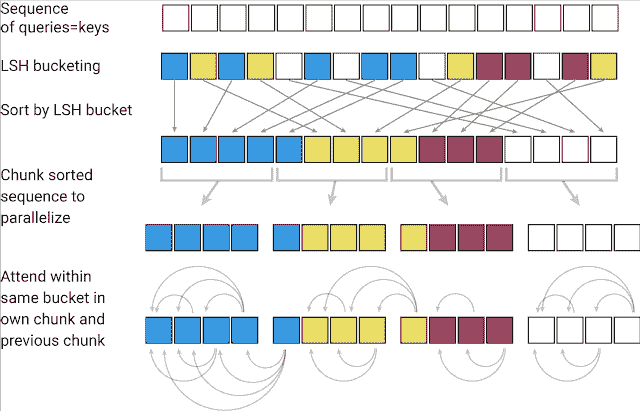 Sequence
of queries=keys
LSH bucketing
Sort by LSH bucket
Chunk sorted
sequence to
parallelize
Attend within
same bucket in
own chunk and
previous chunk